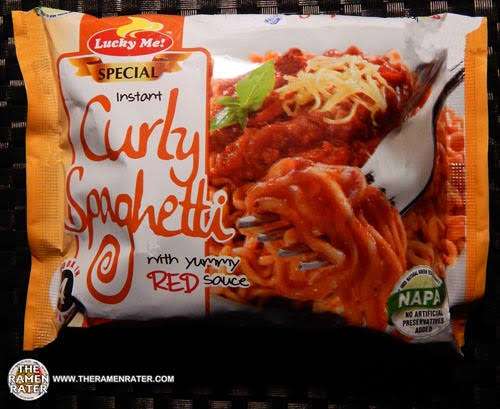 Lucky Me!
SPECIAL
Instant
Curly
Spaghetti
with yummy
RED sauce
NAPA
NO ARTIFICIAL
PRESERVATIVES
ADDED
THE
RAMEN
RATER
WWW.THERAMENRATER.COM